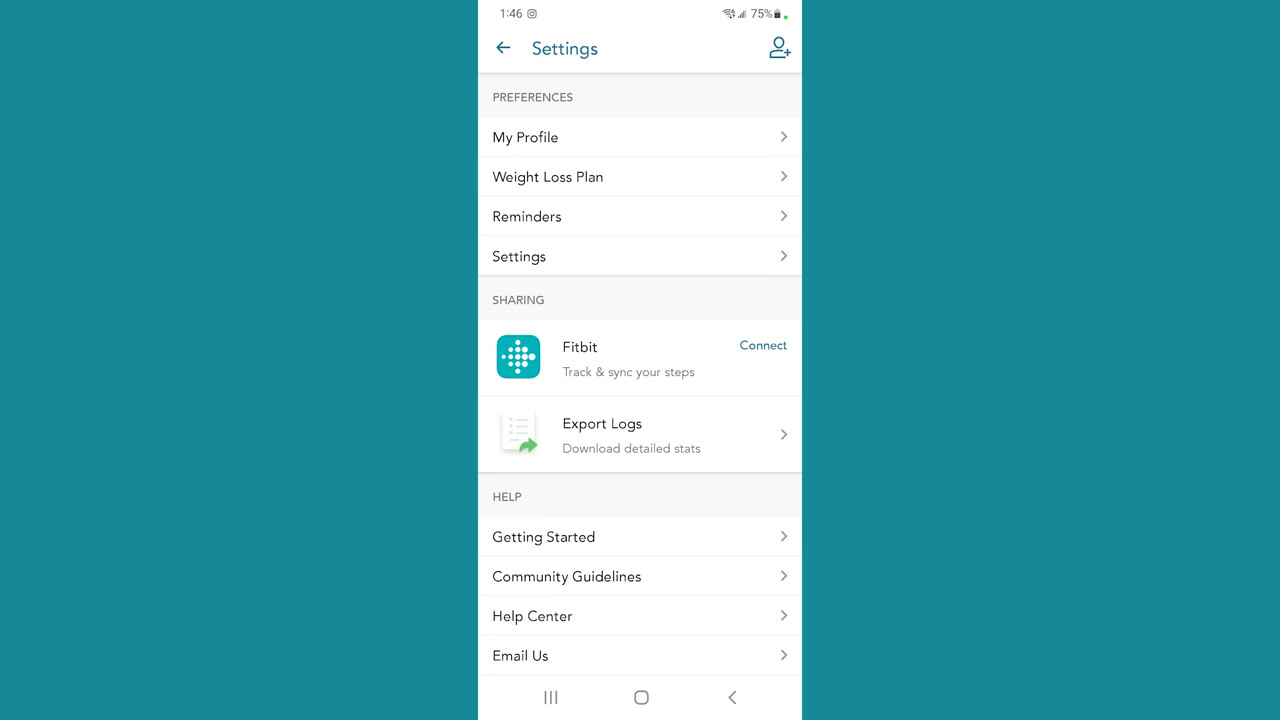 1:46 75%
Settings
PREFERENCES
My Profile
Weight Loss Plan
Reminders
Settings
SHARING
Fitbit
Connect
Track & sync your steps
Export Logs
Download detailed stats
HELP
Getting Started
Community Guidelines
Help Center
Email Us